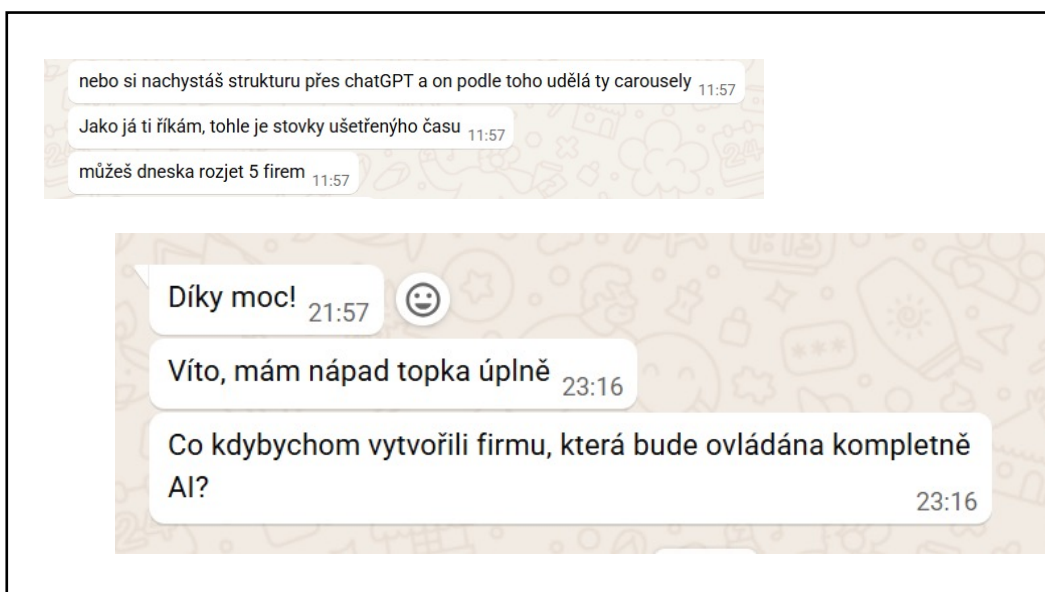 nebo si nachystáš strukturu přes chatGPT a on podle toho udělá ty carousely 11:57
Jako já ti říkám, tohle je stovky ušetřenýho času 11:57
můžeš dneska rozjet 5 firem 11:57
Díky moc! 21:57
Víto, mám nápad topka úplně 23:16
Co kdybychom vytvořili firmu, která bude ovládána kompletně
AI? 23:16